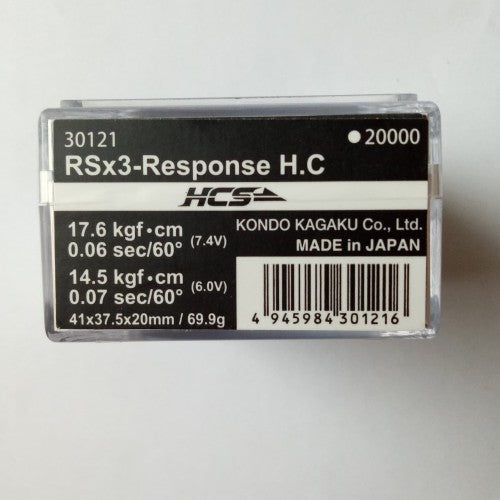 30121
●20000
RSx3-Response H.C
HCS
17.6 kgf•cm
0.06 sec/60° (7.4V)
KONDO KAGAKU Co., Ltd.
MADE in JAPAN
14.5 kgf•cm
0.07 sec/60° (6.0V)
41x37.5x20mm / 69.9g
4 945984 301216